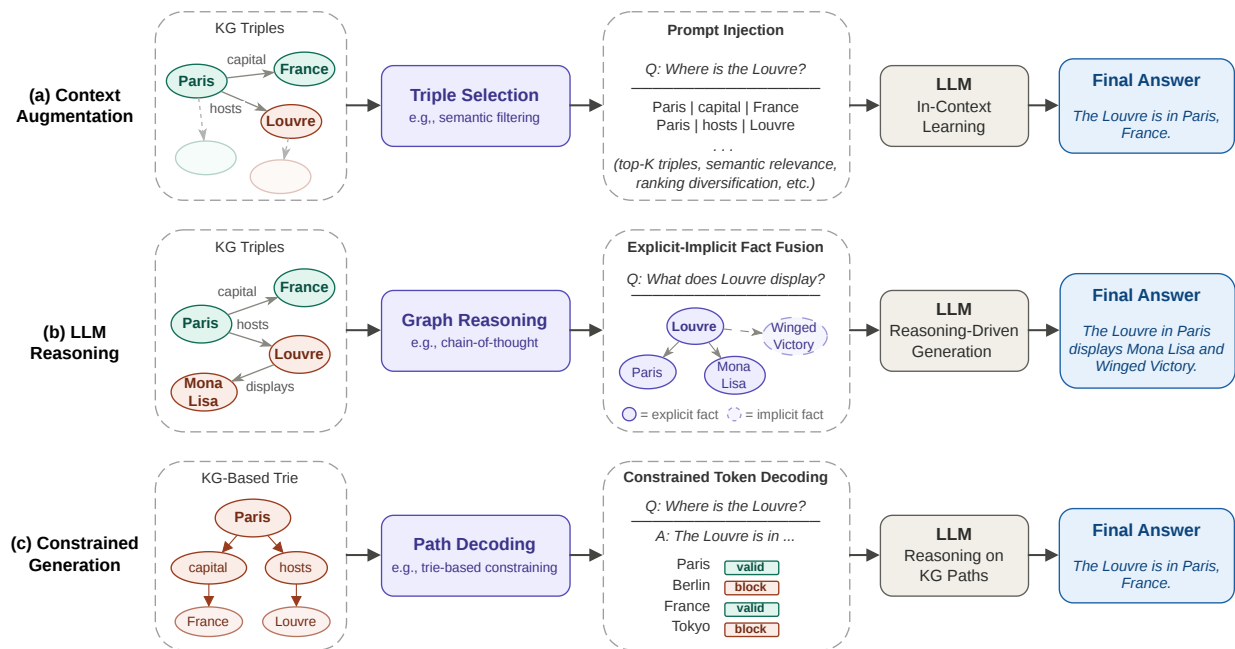 (a) Context
Augmentation
KG Triples
capital
Paris
France
hosts
Louvre
Triple Selection
e.g,, semantic filtering
Prompt Injection
Q: Where is the Louvre?
Paris | capital | France
Paris | hosts | Louvre
. . .
(top-K triples, semantic relevance,
ranking diversification, etc.)
LLM
In-Context
Learning
Final Answer
The Louvre is in Paris,
France.
(b) LLM
Reasoning
KG Triples
capital
France
Paris
hosts
Louvre
Mona
Lisa
displays
Graph Reasoning
e.g., chain-of-thought
Explicit-Implicit Fact Fusion
Q: What does Louvre display?
Louvre
Winged
Victory
Paris
Mona
Lisa
= explicit fact
= implicit fact
LLM
Reasoning-Driven
Generation
Final Answer
The Louvre in Paris
displays Mona Lisa and
Winged Victory.
(c) Constrained
Generation
KG-Based Trie
Paris
capital
hosts
France
Louvre
Path Decoding
e.g., trie-based constraining
Constrained Token Decoding
Q: Where is the Louvre?
A: The Louvre is in ...
Paris valid
Berlin block
France valid
Tokyo block
LLM
Reasoning on
KG Paths
Final Answer
The Louvre is in Paris,
France.